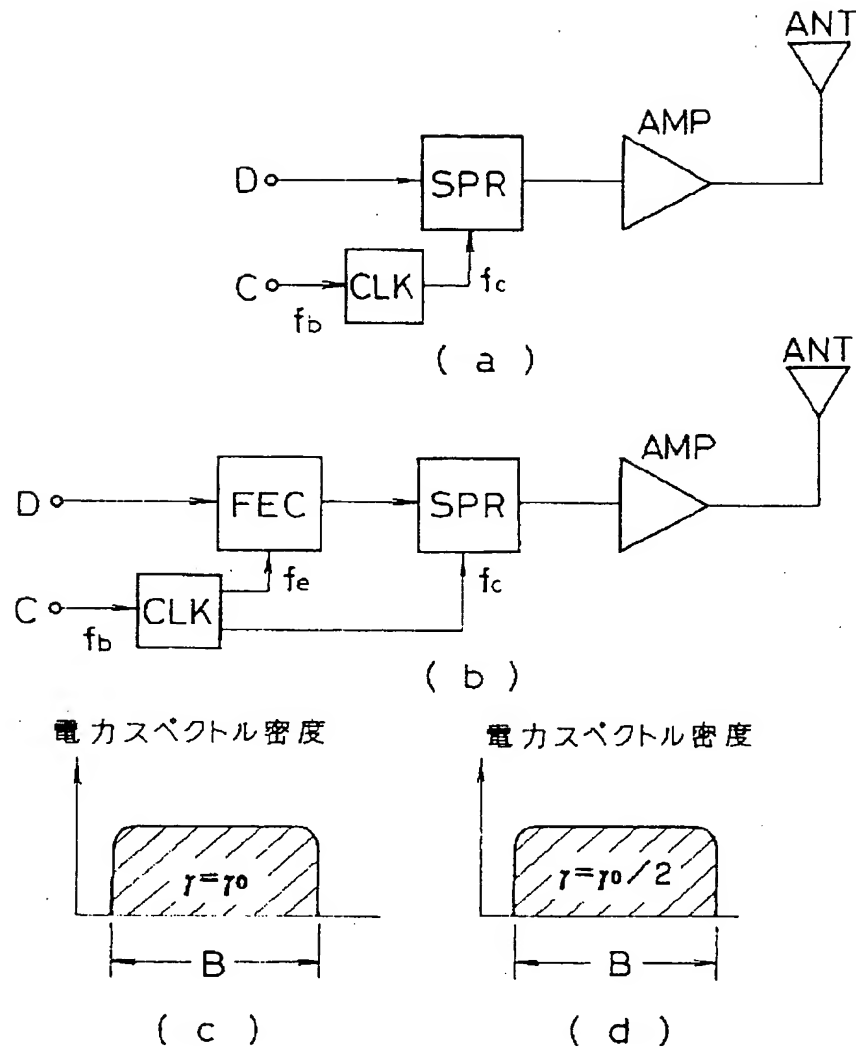 ANT
AMP
D
SPR
C
fb
CLK
fc
( a )
ANT
AMP
D
FEC
SPR
fe
fc
C
fb
CLK
( b )
電力スペクトル密度
電力スペクトル密度
γ=γ0
γ=γ0/2
B
B
( c )
( d )